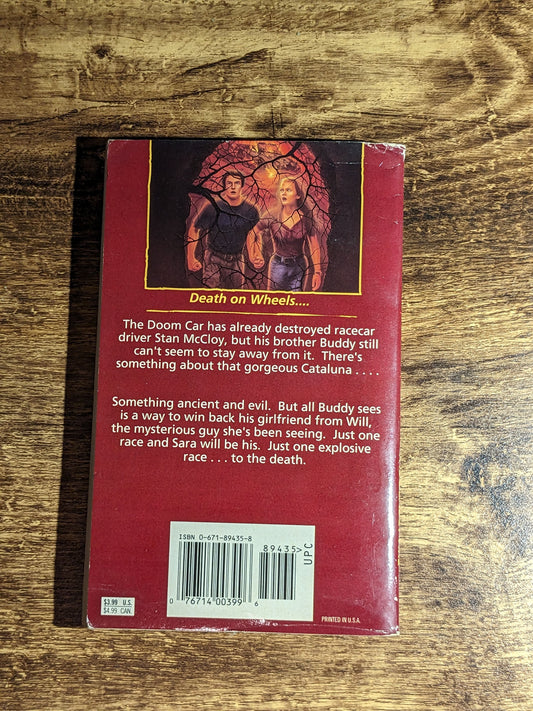 Death on Wheels....
The Doom Car has already destroyed racecar
driver Stan McCloy, but his brother Buddy still
can't seem to stay away from it. There's
something about that gorgeous Cataluna . . . .
Something ancient and evil. But all Buddy sees
is a way to win back his girlfriend from Will,
the mysterious guy she's been seeing. Just one
race and Sara will be his. Just one explosive
race . . . to the death.
ISBN 0-671-89435-8
89435>
UPC
0 76714 00399 6
$3.99 U.S.
$4.99 CAN.
PRINTED IN U.S.A.